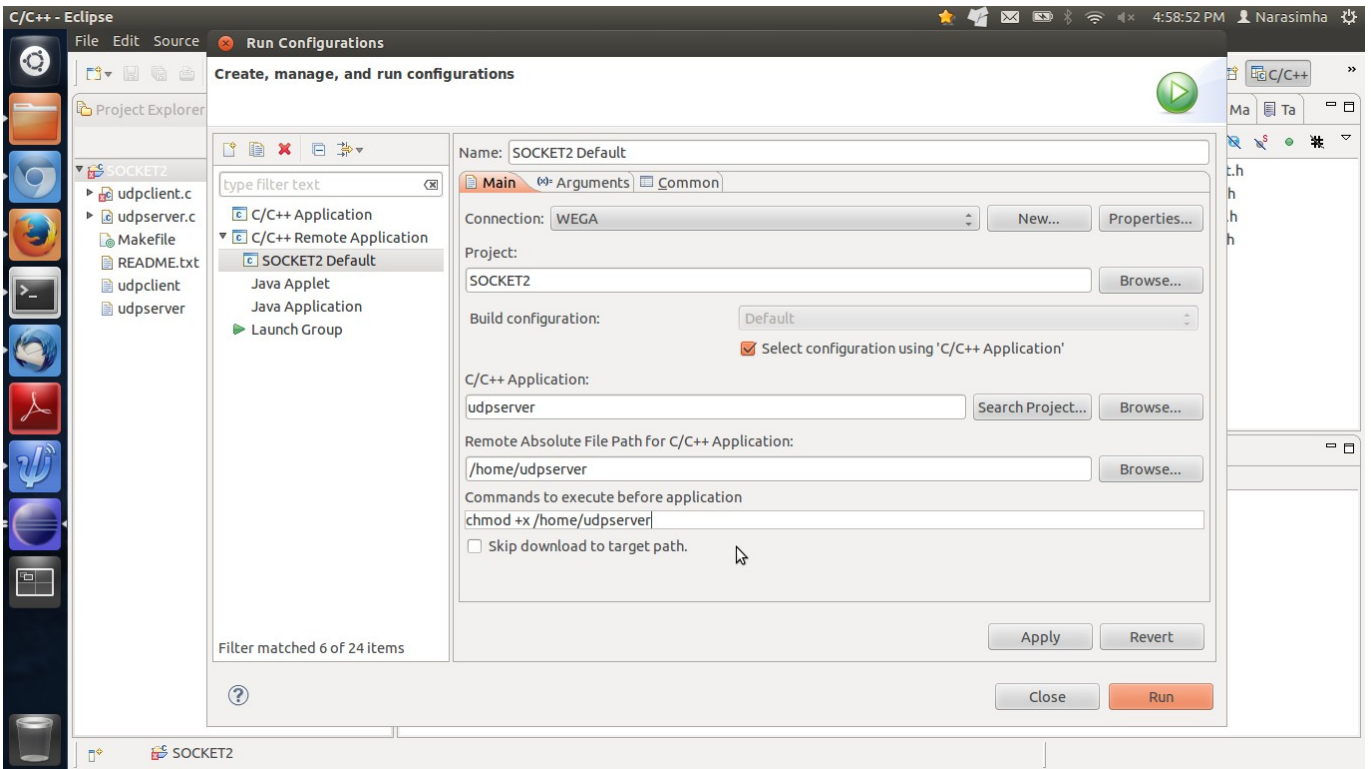 C/C++ - Eclipse
4:58:52 PM Narasimha
File Edit Source
Run Configurations
Create, manage, and run configurations
C/C++
»
Project Explorer
Ma Ta
type filter text
C/C++ Application
C/C++ Remote Application
SOCKET2 Default
Java Applet
Java Application
Launch Group
Filter matched 6 of 24 items
SOCKET2
udpclient.c
udpserver.c
Makefile
README.txt
udpclient
udpserver
Name: SOCKET2 Default
Main (x)= Arguments Common
Connection: WEGA New... Properties...
Project:
SOCKET2 Browse...
Build configuration: Default
Select configuration using 'C/C++ Application'
C/C++ Application:
udpserver Search Project... Browse...
Remote Absolute File Path for C/C++ Application:
/home/udpserver Browse...
Commands to execute before application
chmod +x /home/udpserver
Skip download to target path.
Apply Revert
Close Run
t.h
h
.h
h
SOCKET2